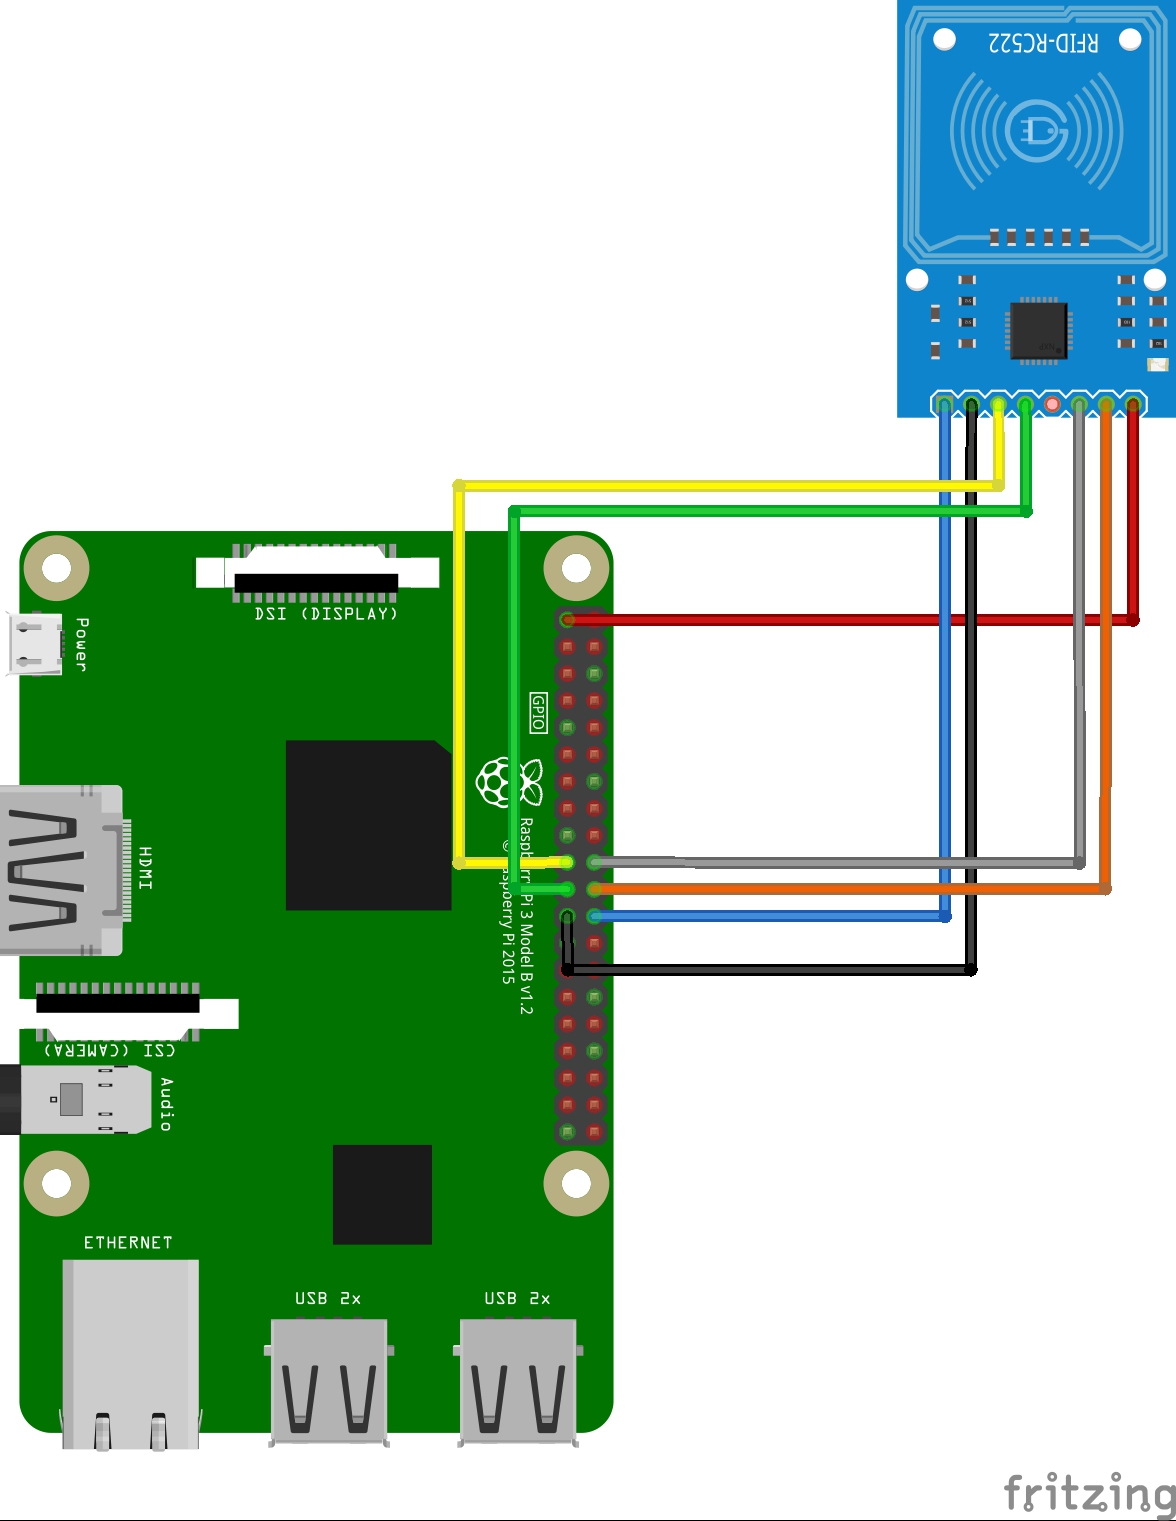 RFID-RC522
DSI (DISPLAY)
Power
GPIO
HDMI
Raspberry Pi 3 Model B v1.2
© Raspberry Pi 2015
CSI (CAMERA)
Audio
ETHERNET
USB 2x
USB 2x
fritzing